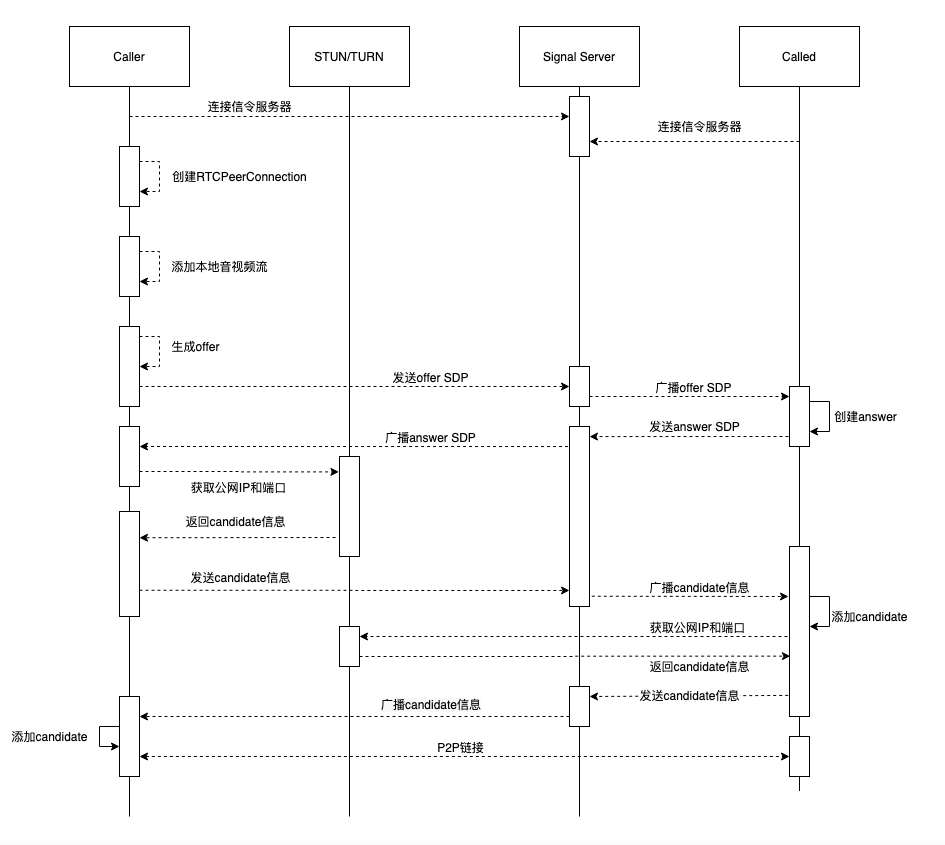 Caller
STUN/TURN
Signal Server
Called
连接信令服务器
连接信令服务器
创建RTCPeerConnection
添加本地音视频流
生成offer
发送offer SDP
广播offer SDP
创建answer
发送answer SDP
广播answer SDP
获取公网IP和端口
返回candidate信息
发送candidate信息
广播candidate信息
添加candidate
获取公网IP和端口
返回candidate信息
发送candidate信息
广播candidate信息
添加candidate
P2P链接